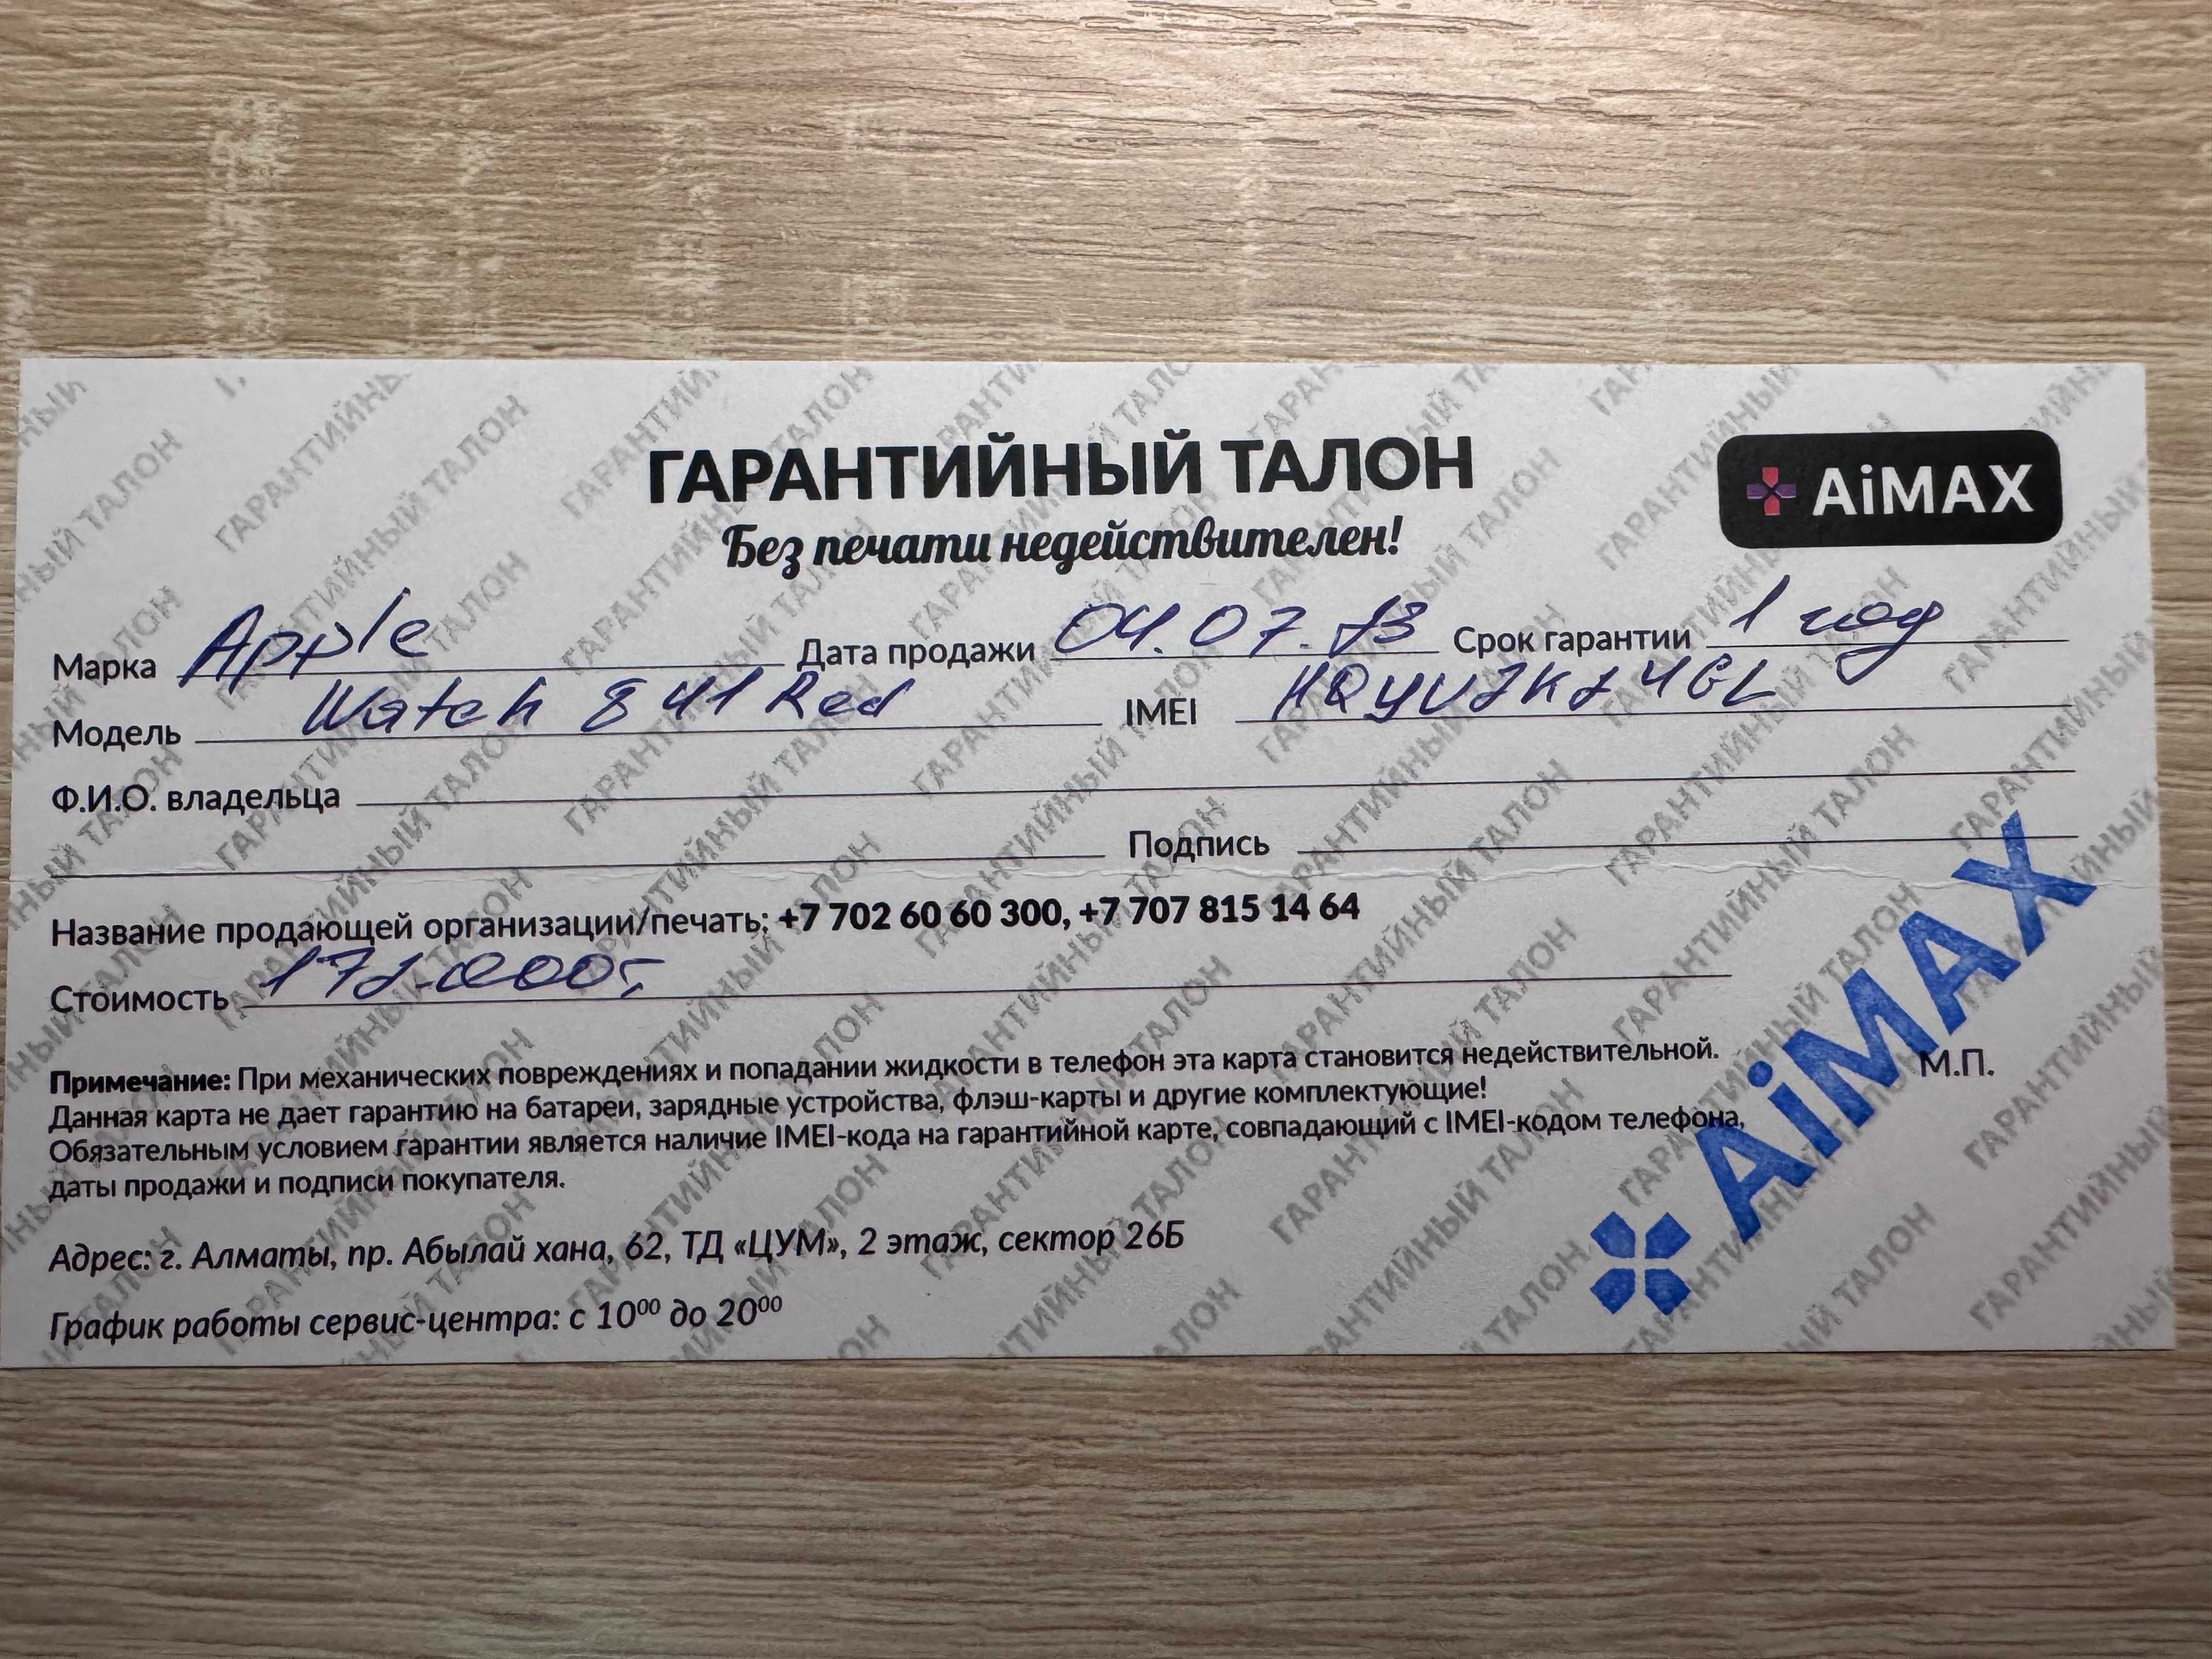 ГАРАНТИЙНЫЙ ТАЛОН
AiMAX
Без печати недействителен!
Марка Apple Дата продажи 04.07. Срок гарантии 1 год
Модель Watch 8 41 Red IMEI
Ф.И.О. владельца
Подпись
Название продающей организации/печать: +7 702 60 60 300, +7 707 815 14 64
Стоимость
Примечание: При механических повреждениях и попадании жидкости в телефон эта карта становится недействительной.
М.П.
Данная карта не дает гарантию на батареи, зарядные устройства, флэш-карты и другие комплектующие!
Обязательным условием гарантии является наличие IMEI-кода на гарантийной карте, совпадающий с IMEI-кодом телефона,
даты продажи и подписи покупателя.
AiMAX
Адрес: г. Алматы, пр. Абылай хана, 62, ТД «ЦУМ», 2 этаж, сектор 26Б
График работы сервис-центра: с 10⁰⁰ до 20⁰⁰